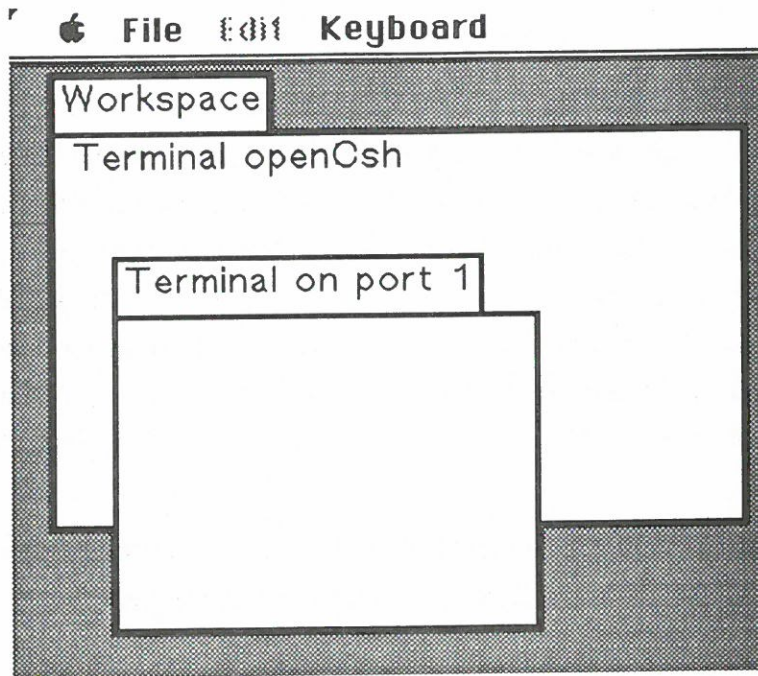 File Edit Keyboard
Workspace
Terminal openCsh
Terminal on port 1